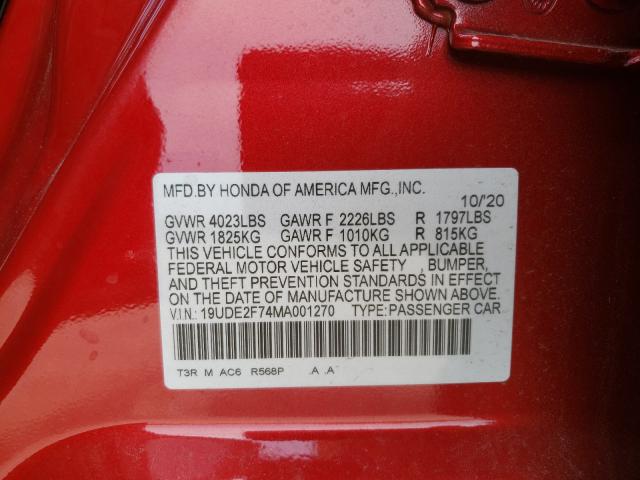 MFD.BY HONDA OF AMERICA MFG.,INC.
10/'20
GVWR 4023LBS GAWR F 2226LBS R 1797LBS
GVWR 1825KG GAWR F 1010KG R 815KG
THIS VEHICLE CONFORMS TO ALL APPLICABLE
FEDERAL MOTOR VEHICLE SAFETY , BUMPER,
AND THEFT PREVENTION STANDARDS IN EFFECT
ON THE DATE OF MANUFACTURE SHOWN ABOVE.
V.I.N.: 19UDE2F74MA001270 TYPE:PASSENGER CAR
T3R M AC6 R568P .A .A